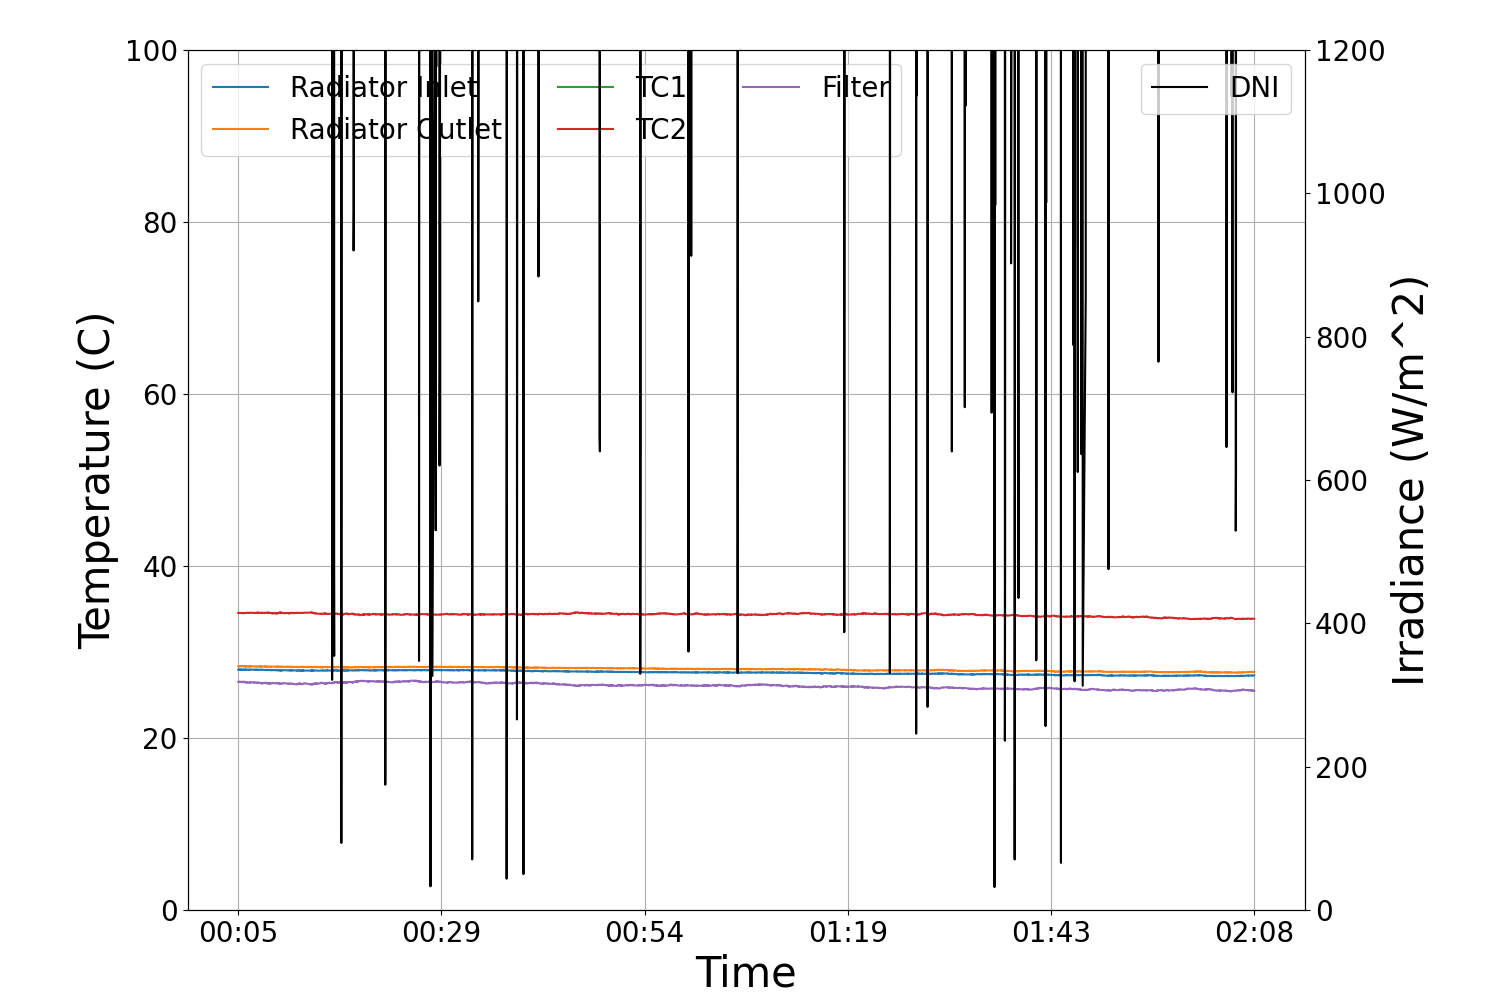 100
80
60
40
20
0
Temperature (C)
Radiator Inlet
Radiator Outlet
TC1
TC2
Filter
DNI
1200
1000
800
600
400
200
0
Irradiance (W/m^2)
00:05 00:29 00:54 01:19 01:43 02:08
Time